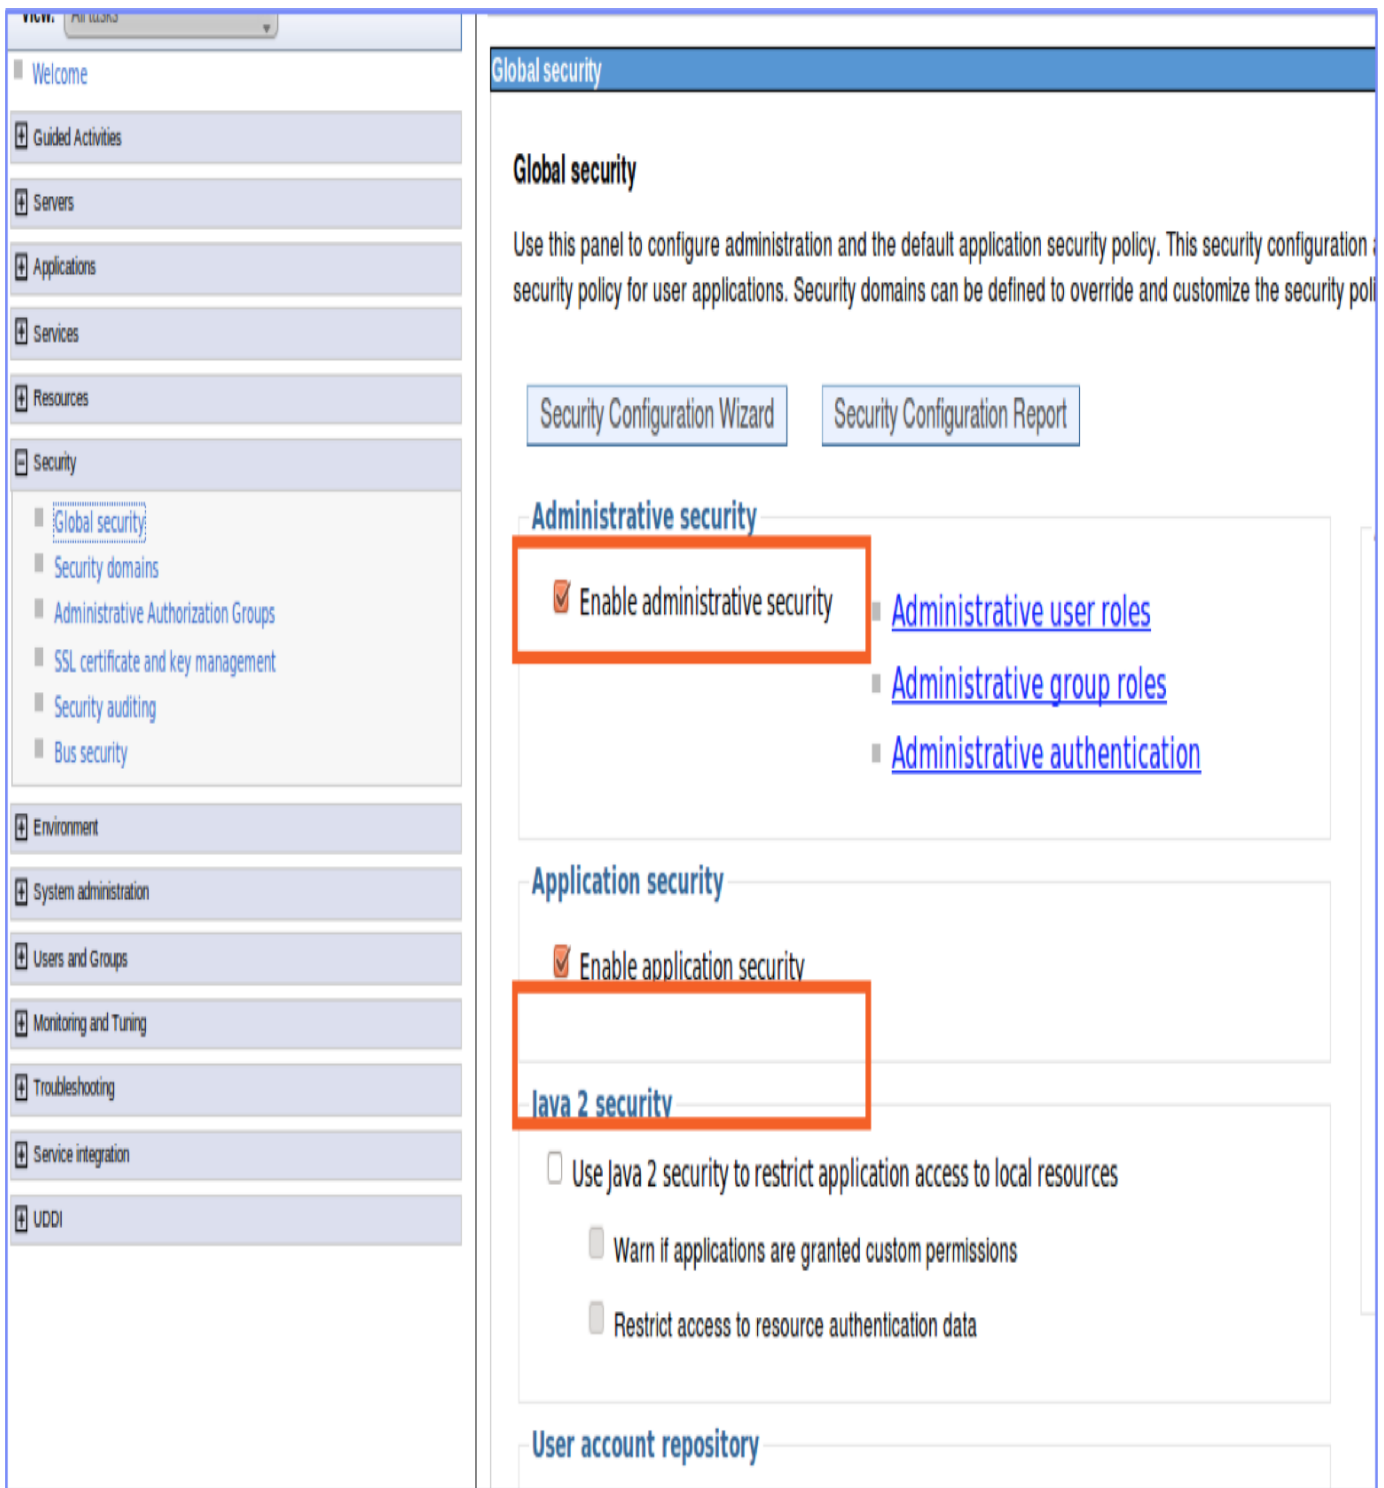 View: All tasks
Welcome
Guided Activities
Servers
Applications
Services
Resources
Security
Global security
Security domains
Administrative Authorization Groups
SSL certificate and key management
Security auditing
Bus security
Environment
System administration
Users and Groups
Monitoring and Tuning
Troubleshooting
Service integration
UDDI
Global security
Global security
Use this panel to configure administration and the default application security policy. This security configuration
security policy for user applications. Security domains can be defined to override and customize the security
Security Configuration Wizard Security Configuration Report
Administrative security
Enable administrative security
Administrative user roles
Administrative group roles
Administrative authentication
Application security
Enable application security
Java 2 security
Use Java 2 security to restrict application access to local resources
Warn if applications are granted custom permissions
Restrict access to resource authentication data
User account repository